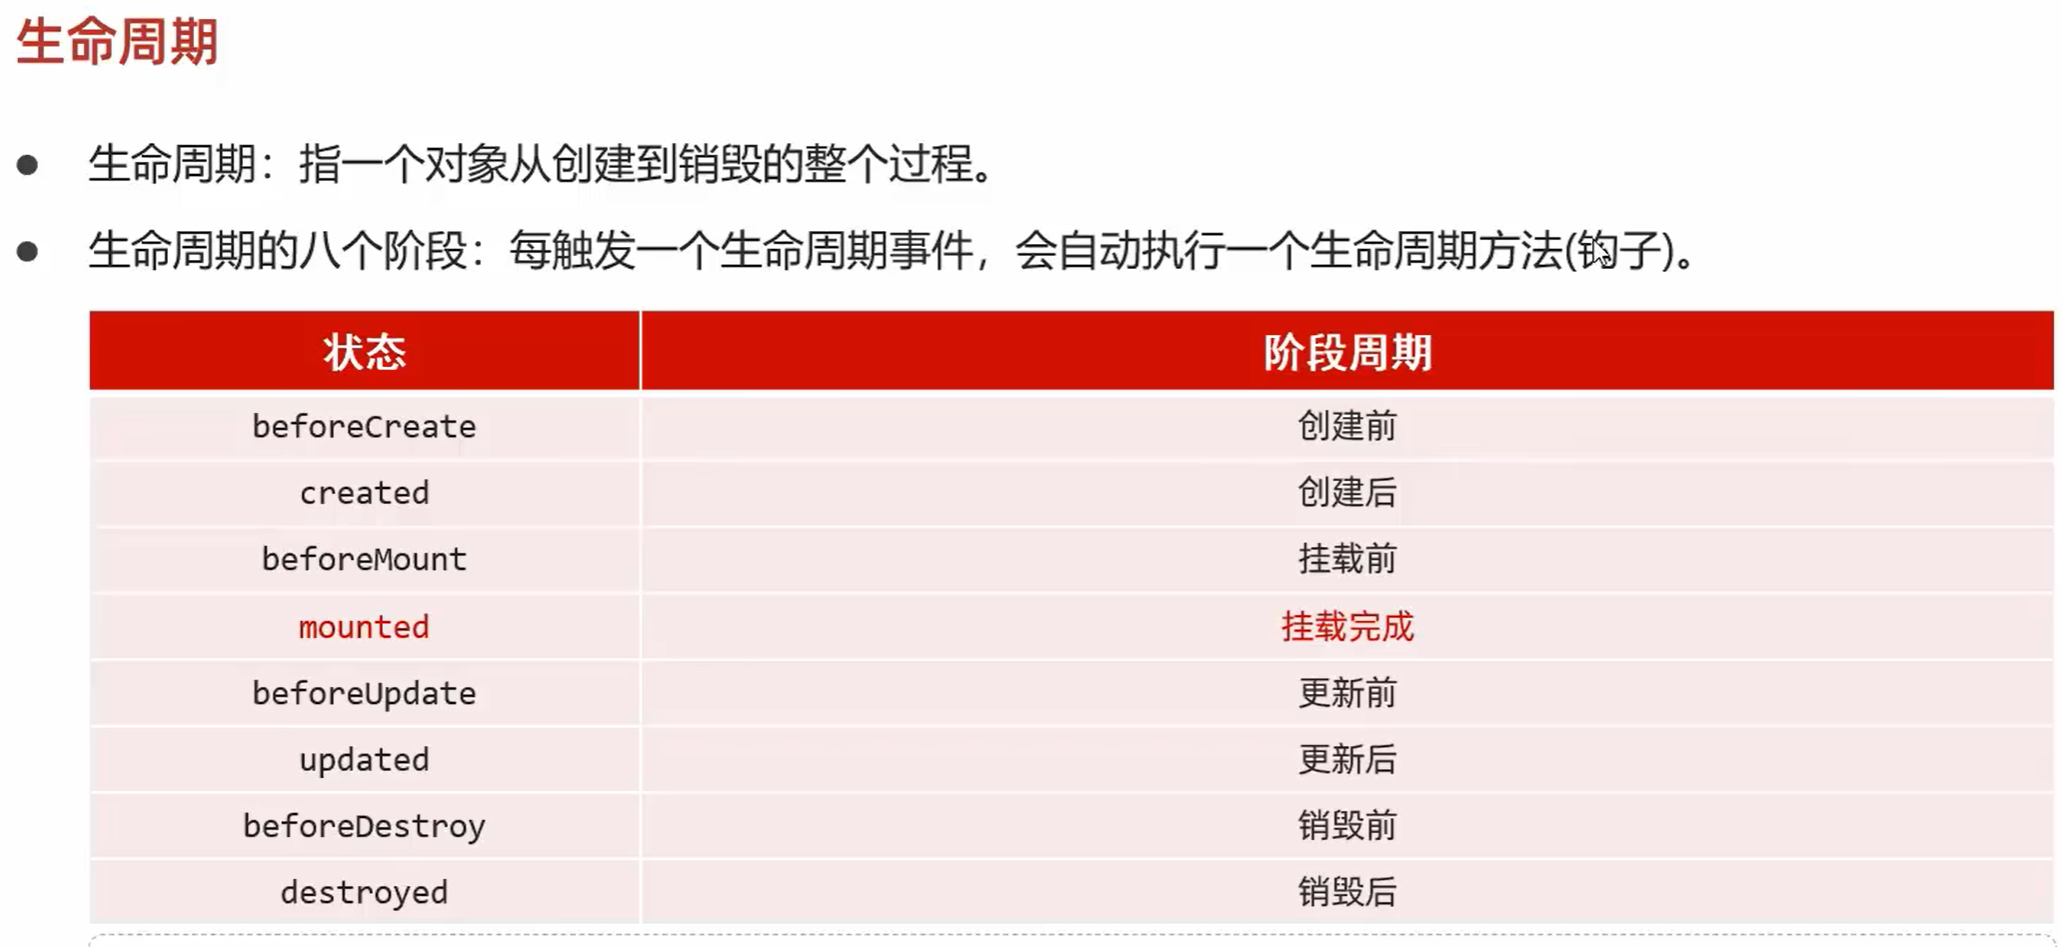 生命周期
● 生命周期：指一个对象从创建到销毁的整个过程。
● 生命周期的八个阶段：每触发一个生命周期事件，会自动执行一个生命周期方法(钩子)。
状态 阶段周期
beforeCreate 创建前
created 创建后
beforeMount 挂载前
mounted 挂载完成
beforeUpdate 更新前
updated 更新后
beforeDestroy 销毁前
destroyed 销毁后